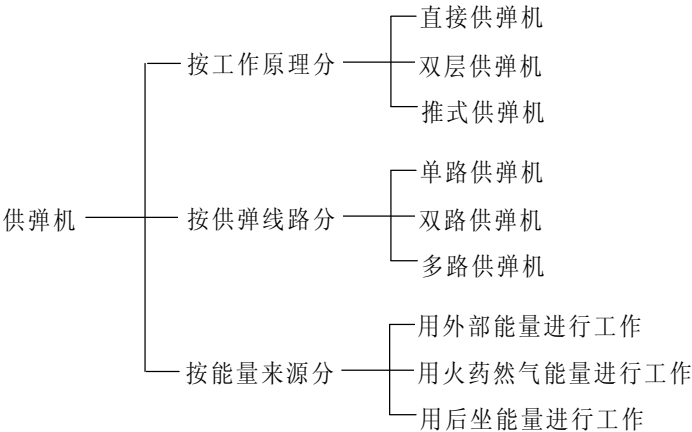 供弹机
按工作原理分
直接供弹机
双层供弹机
推式供弹机
按供弹线路分
单路供弹机
双路供弹机
多路供弹机
按能量来源分
用外部能量进行工作
用火药然气能量进行工作
用后坐能量进行工作